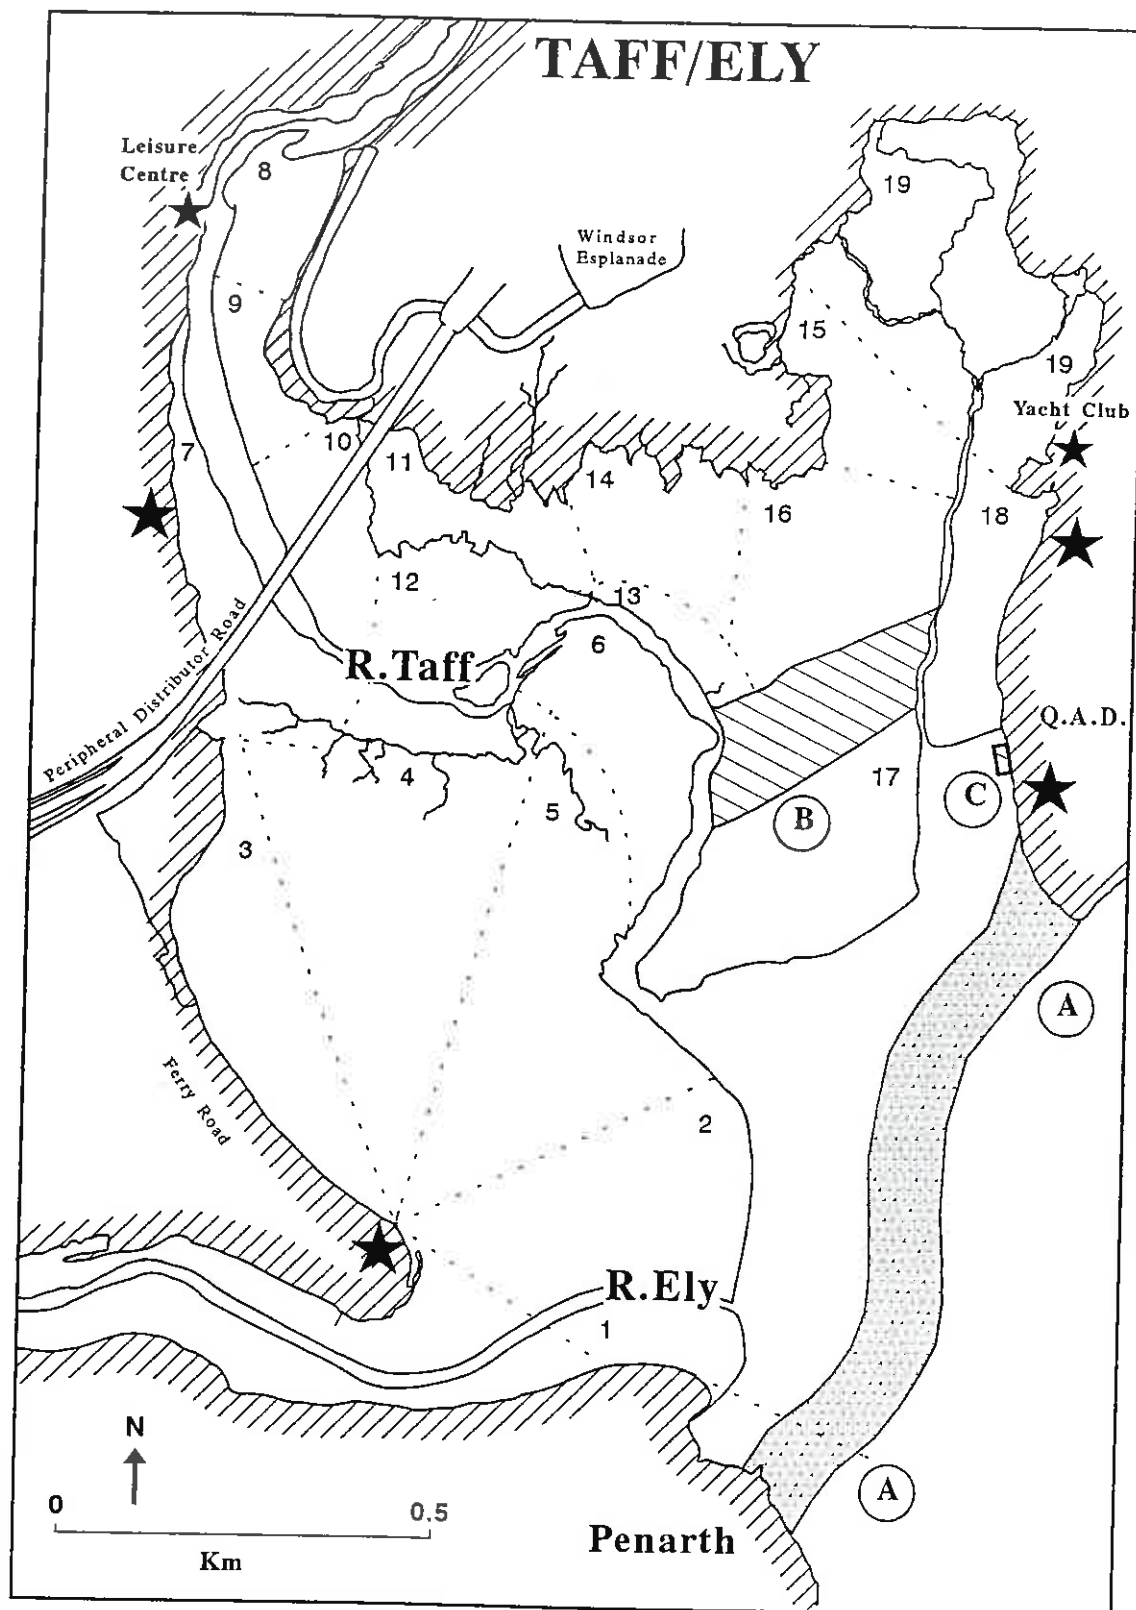 TAFF/ELY
Leisure
Centre
8
19
Windsor
Esplanade
9
15
19
Yacht Club
7
10
11
14
16
18
12
13
6
R.Taff
Peripheral Distributor Road
Q.A.D.
4
17
C
5
B
3
A
Ferry Road
2
R.Ely
1
N
A
0
0.5
Penarth
Km